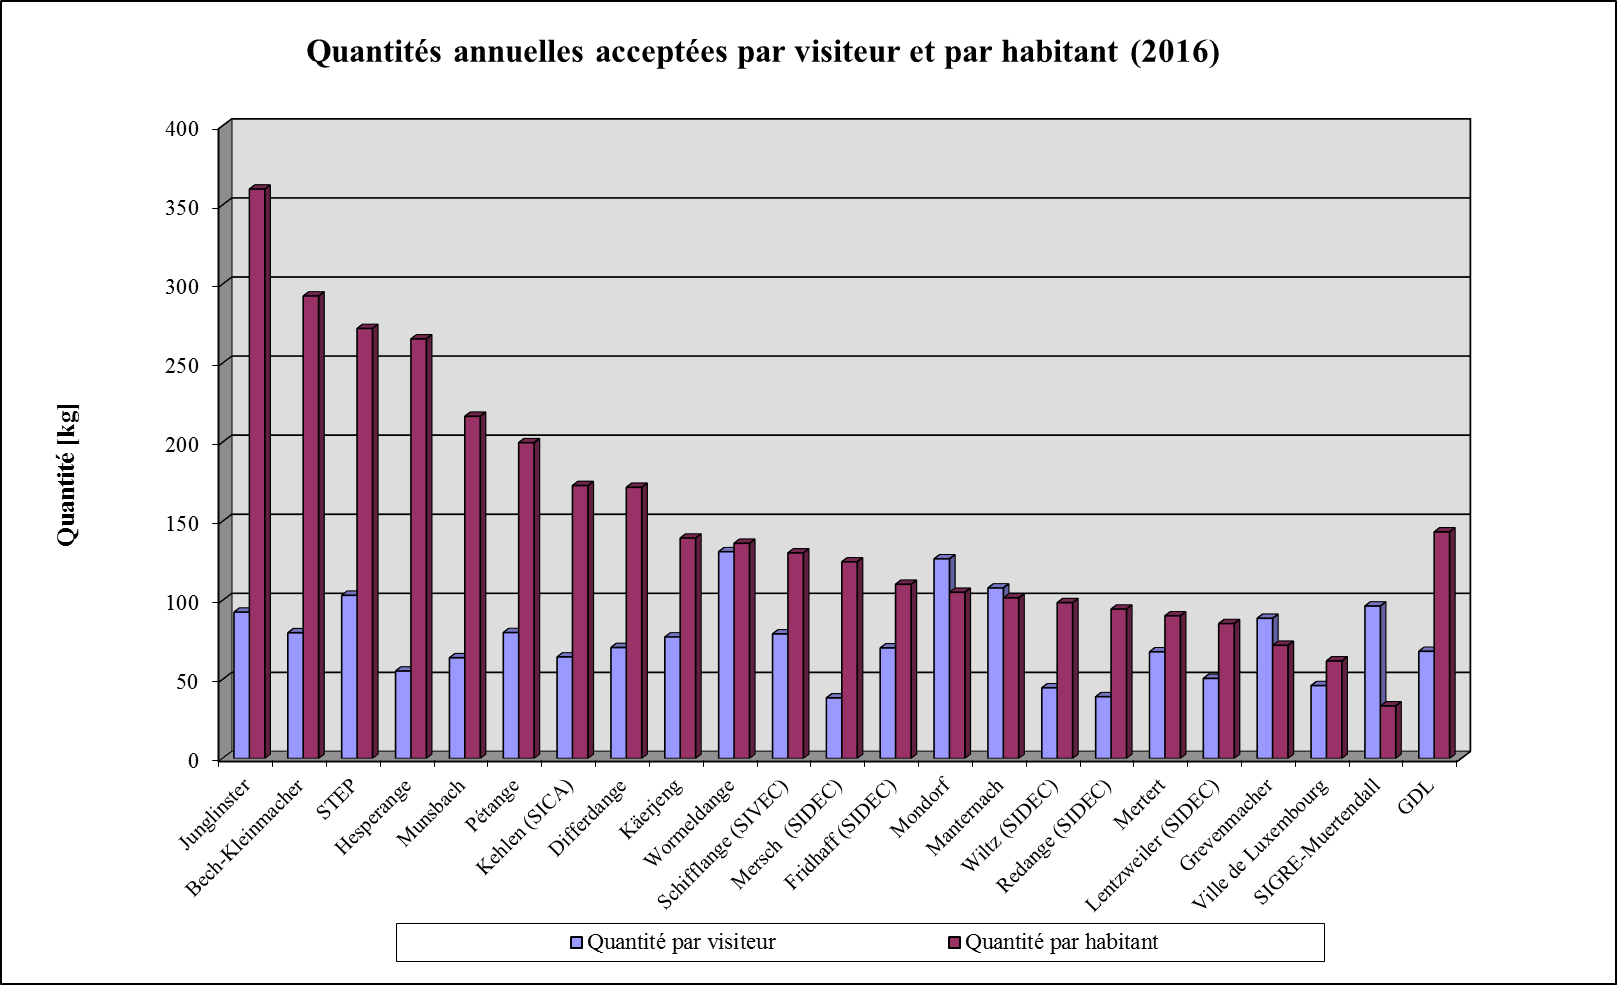 Quantités annuelles acceptées par visiteur et par habitant (2016)
Quantité [kg]
400
350
300
250
200
150
100
50
0
Junglinster
Bech-Kleinmacher
STEP
Hesperange
Munsbach
Pétange
Kehlen (SICA)
Differdange
Käerjeng
Wormeldange
Schifflange (SIVEC)
Mersch (SIDEC)
Fridhaff (SIDEC)
Mondorf
Manternach
Wiltz (SIDEC)
Redange (SIDEC)
Mertert
Lentzweiler (SIDEC)
Grevenmacher
Ville de Luxembourg
SIGRE-Muertendall
GDL
Quantité par visiteur
Quantité par habitant